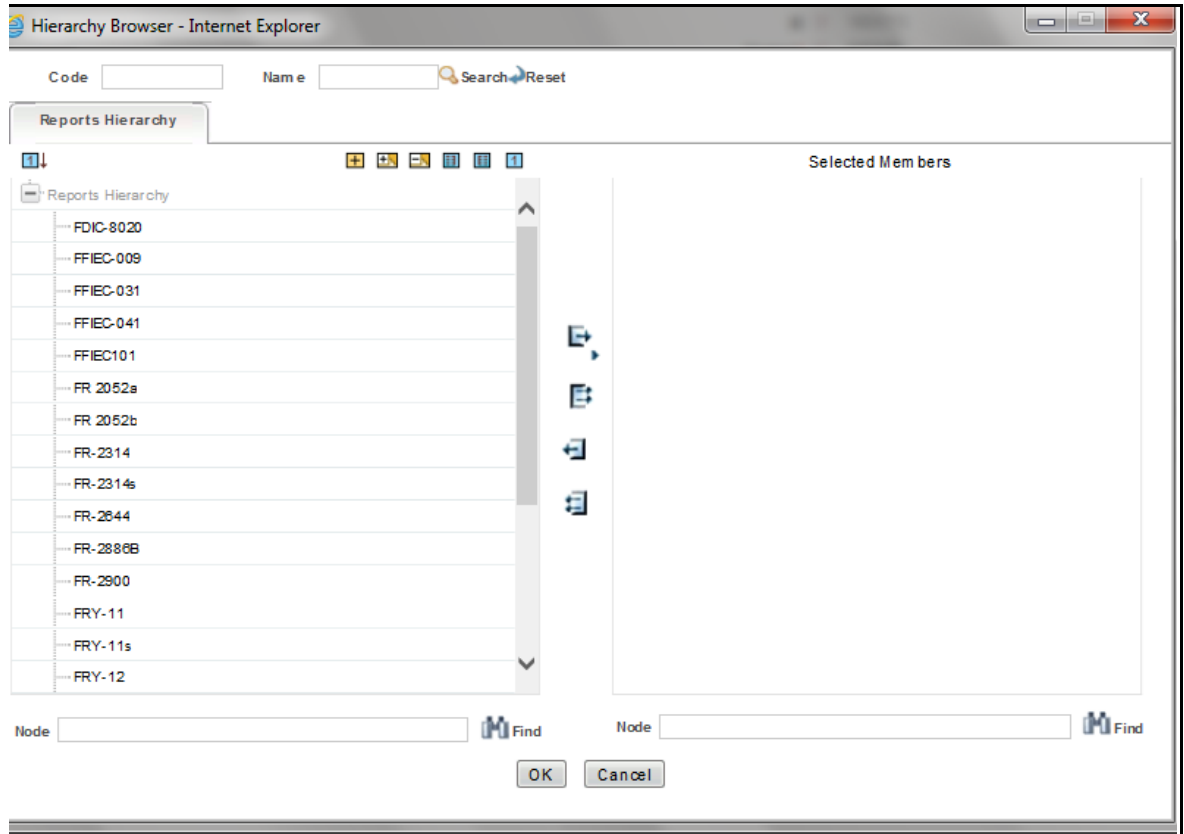 Hierarchy Browser - Internet Explorer
Code Name Search Reset
Reports Hierarchy
Selected Members
Reports Hierarchy
FDIC-8020
FFIEC-009
FFIEC-031
FFIEC-041
FFIEC101
FR 2052a
FR 2052b
FR-2314
FR-2314s
FR-2644
FR-2886B
FR-2900
FRY-11
FRY-11s
FRY-12
Node Find Node Find
OK Cancel